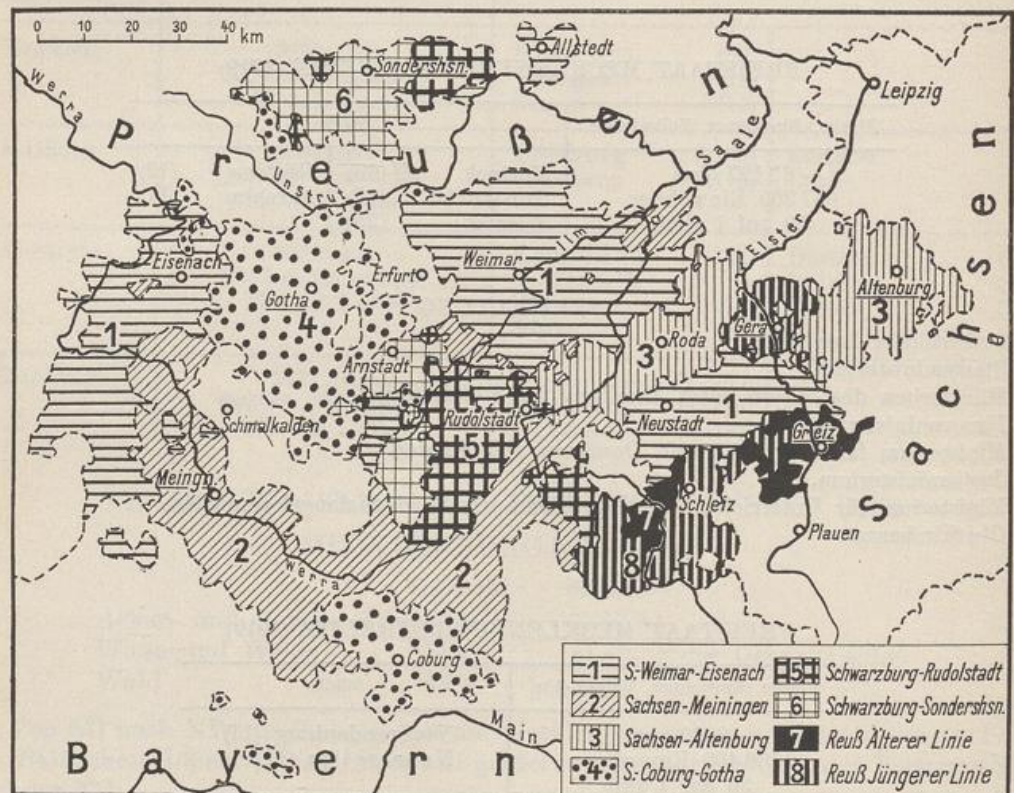 0 10 20 30 40
km
Werra
Preußen
Sondershsn.
6
Allstedt
Leipzig
Saale
Unstrut
Sachsen
Eisenach
Gotha
Erfurt
Weimar
Ilm
1
Elster
Altenburg
3
4
1
Arnstadt
3
Roda
Gera
Schmalkalden
Rudolstadt
5
Neustadt
1
Greiz
Meingn.
Schleiz
7
Plauen
2
Werra
2
8
Coburg
Main
Bayern
1 S.-Weimar-Eisenach
2 Sachsen-Meiningen
3 Sachsen-Altenburg
4 S.-Coburg-Gotha
5 Schwarzburg-Rudolstadt
6 Schwarzburg-Sondershsn.
7 Reuß Älterer Linie
8 Reuß Jüngerer Linie